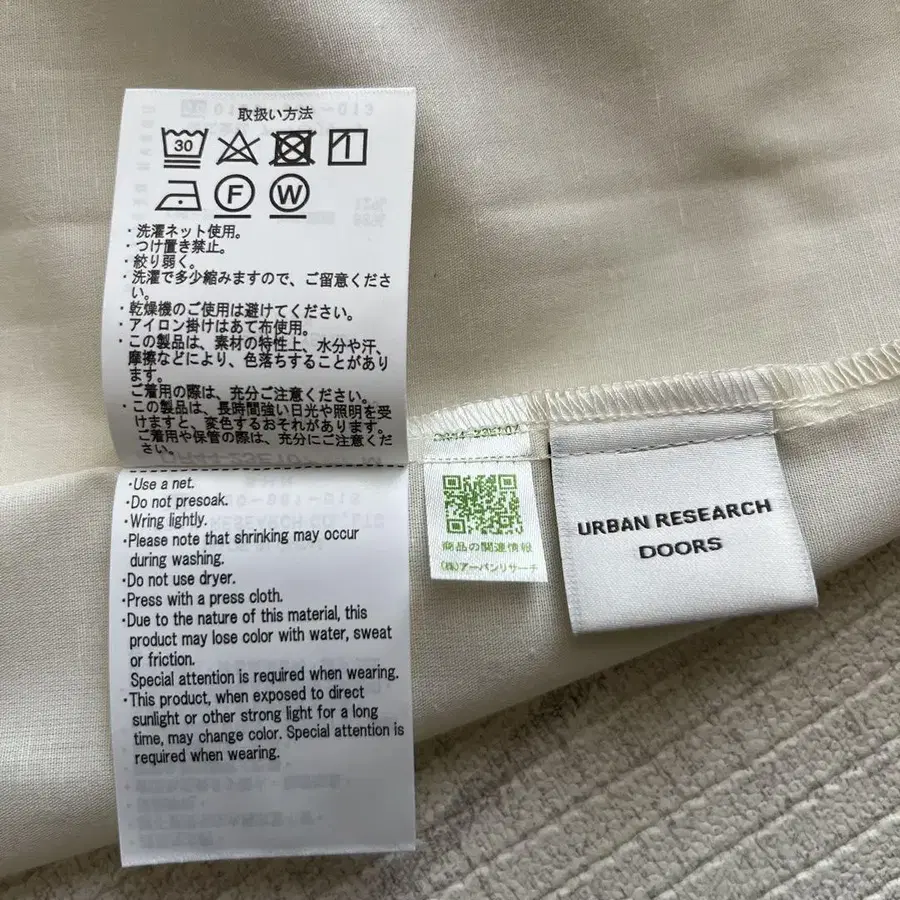 取扱い方法
30
F
W
・洗濯ネット使用。
・つけ置き禁止。
・絞り弱く。
・洗濯で多少縮みますので、ご留意くださ
い。
・乾燥機のご使用は避けてください。
・アイロン掛けはあて布使用。
・この製品は、素材の特性上、水分や汗、
摩擦などにより、色落ちすることがあり
ます。
ご着用の際は、充分ご注意ください。
・この製品は、長時間強い日光や照明を受
けますと、変色するおそれがあります。
ご着用や保管の際は、充分にご注意くださ
い。
・Use a net.
・Do not presoak.
・Wring lightly.
・Please note that shrinking may occur
during washing.
・Do not use dryer.
・Press with a press cloth.
・Due to the nature of this material, this
product may lose color with water, sweat
or friction.
Special attention is required when wearing.
・This product, when exposed to direct
sunlight or other strong light for a long
time, may change color. Special attention is
required when wearing.
商品の関連情報
(株)アーバンリサーチ
URBAN RESEARCH
DOORS